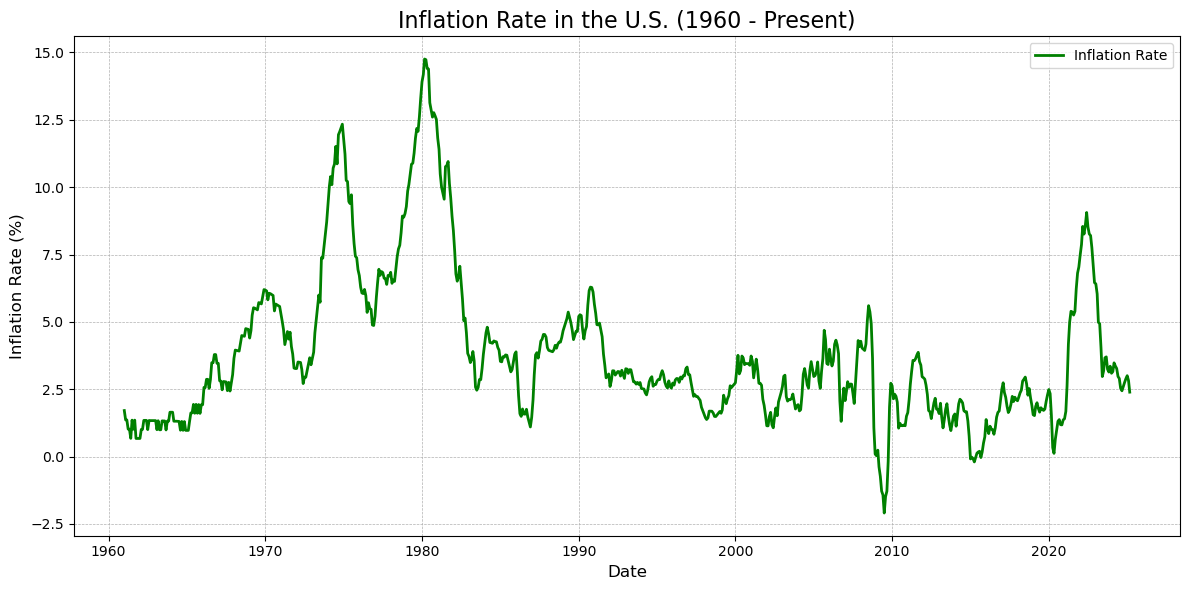 Inflation Rate in the U.S. (1960 - Present)
Inflation Rate
15.0
12.5
10.0
7.5
5.0
2.5
0.0
−2.5
Inflation Rate (%)
1960 1970 1980 1990 2000 2010 2020
Date